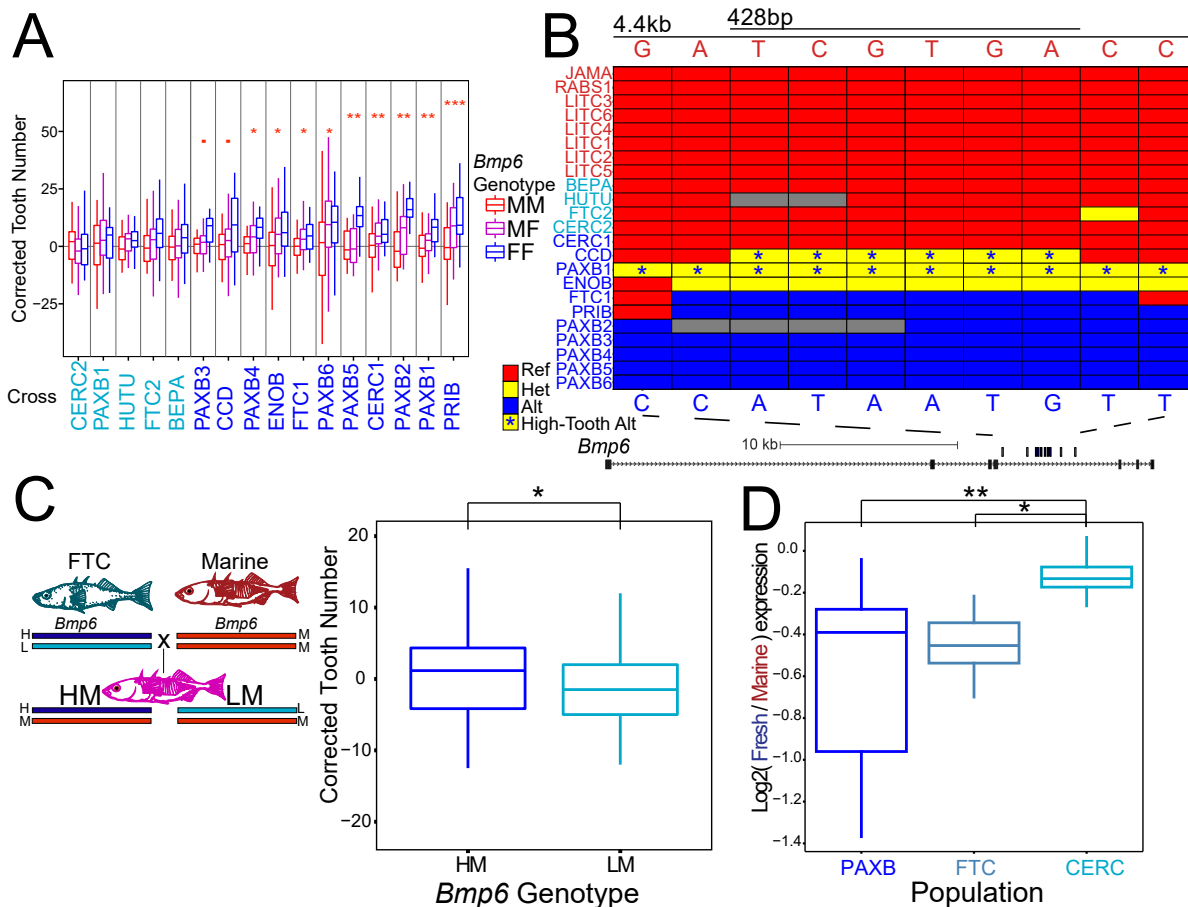 A
50
25
0
−25
Corrected Tooth Number
*
*
*
*
**
**
**
**
***
Bmp6
Genotype
MM
MF
FF
Cross
CERC2
PAXB1
HUTU
FTC2
BEPA
PAXB3
CCD
PAXB4
ENOB
FTC1
PAXB6
PAXB5
CERC1
PAXB2
PAXB1
PRIB
B
4.4kb
428bp
G A T C G T G A C C
JAMA
RABS1
LITC3
LITC6
LITC4
LITC1
LITC2
LITC5
BEPA
HUTU
FTC2
CERC2
CERC1
CCD * * * * * *
PAXB1 * * * * * * * * * *
ENOB
FTC1
PRIB
PAXB2
PAXB3
PAXB4
PAXB5
PAXB6
Ref
Het
Alt
* High-Tooth Alt
C C A T A A T G T T
10 kb
Bmp6
C
FTC
Marine
Bmp6 Bmp6
H M
L X M
HM LM
H L
M M
*
20
10
0
−10
−20
Corrected Tooth Number
HM LM
Bmp6 Genotype
D
**
*
0.0
−0.2
−0.4
−0.6
−0.8
−1.0
−1.2
−1.4
Log2( Fresh / Marine ) expression
PAXB FTC CERC
Population